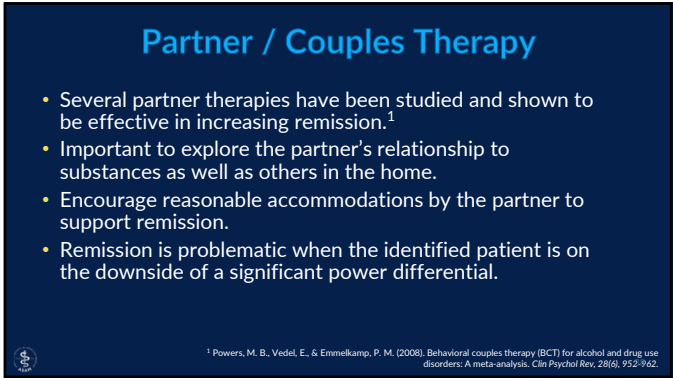 Partner / Couples Therapy
• Several partner therapies have been studied and shown to
be effective in increasing remission.¹
• Important to explore the partner's relationship to
substances as well as others in the home.
• Encourage reasonable accommodations by the partner to
support remission.
• Remission is problematic when the identified patient is on
the downside of a significant power differential.
¹ Powers, M. B., Vedel, E., & Emmelkamp, P. M. (2008). Behavioral couples therapy (BCT) for alcohol and drug use
disorders: A meta-analysis. Clin Psychol Rev, 28(6), 952-962.
ASAM